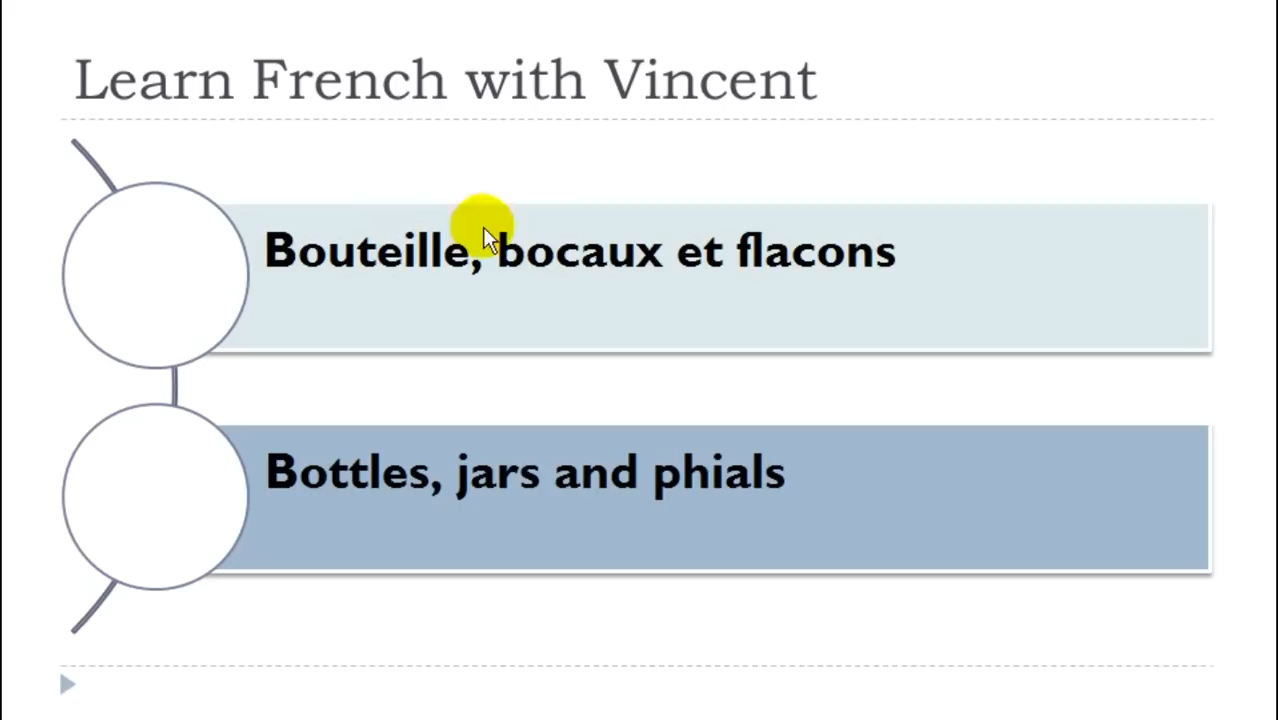 Learn French with Vincent
Bouteille, bocaux et flacons
Bottles, jars and phials